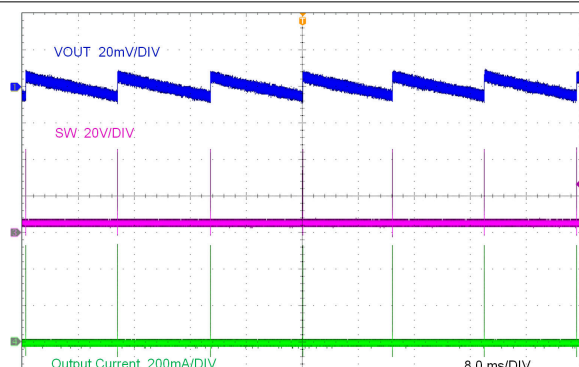 T
VOUT 20mV/DIV
SW 20V/DIV
Output Current 200mA/DIV
8.0 ms/DIV